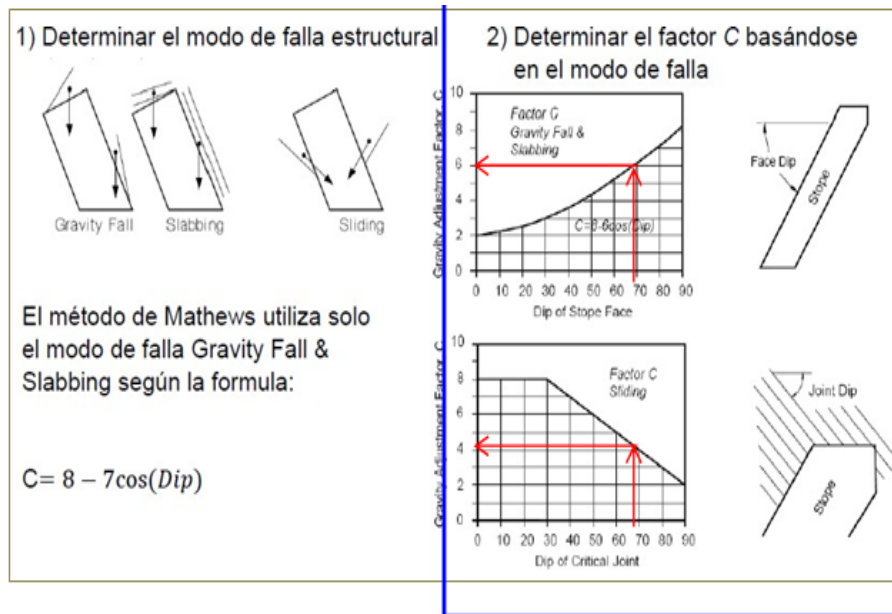 1) Determinar el modo de falla estructural
Gravity Fall
Slabbing
Sliding
El método de Mathews utiliza solo
el modo de falla Gravity Fall &
Slabbing según la formula:
C= 8 − 7cos(Dip)
2) Determinar el factor C basándose
en el modo de falla
Gravity Adjustment Factor C
10
8
6
4
2
0
Factor C
Gravity Fall &
Slabbing
C=8-6cos(Dip)
0 10 20 30 40 50 60 70 80 90
Dip of Stope Face
Face Dip
Stope
Gravity Adjustment Factor C
10
8
6
4
2
0
Factor C
Sliding
0 10 20 30 40 50 60 70 80 90
Dip of Critical Joint
Joint Dip
Stope